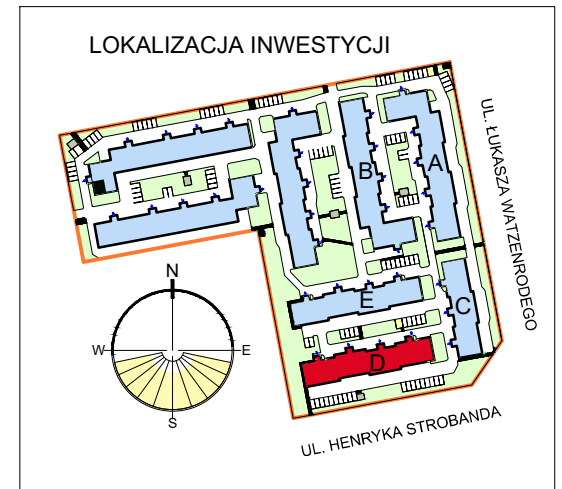 LOKALIZACJA INWESTYCJI
UL. ŁUKASZA WATZENRODEGO
A
B
C
E
D
N
W
E
S
UL. HENRYKA STROBANDA